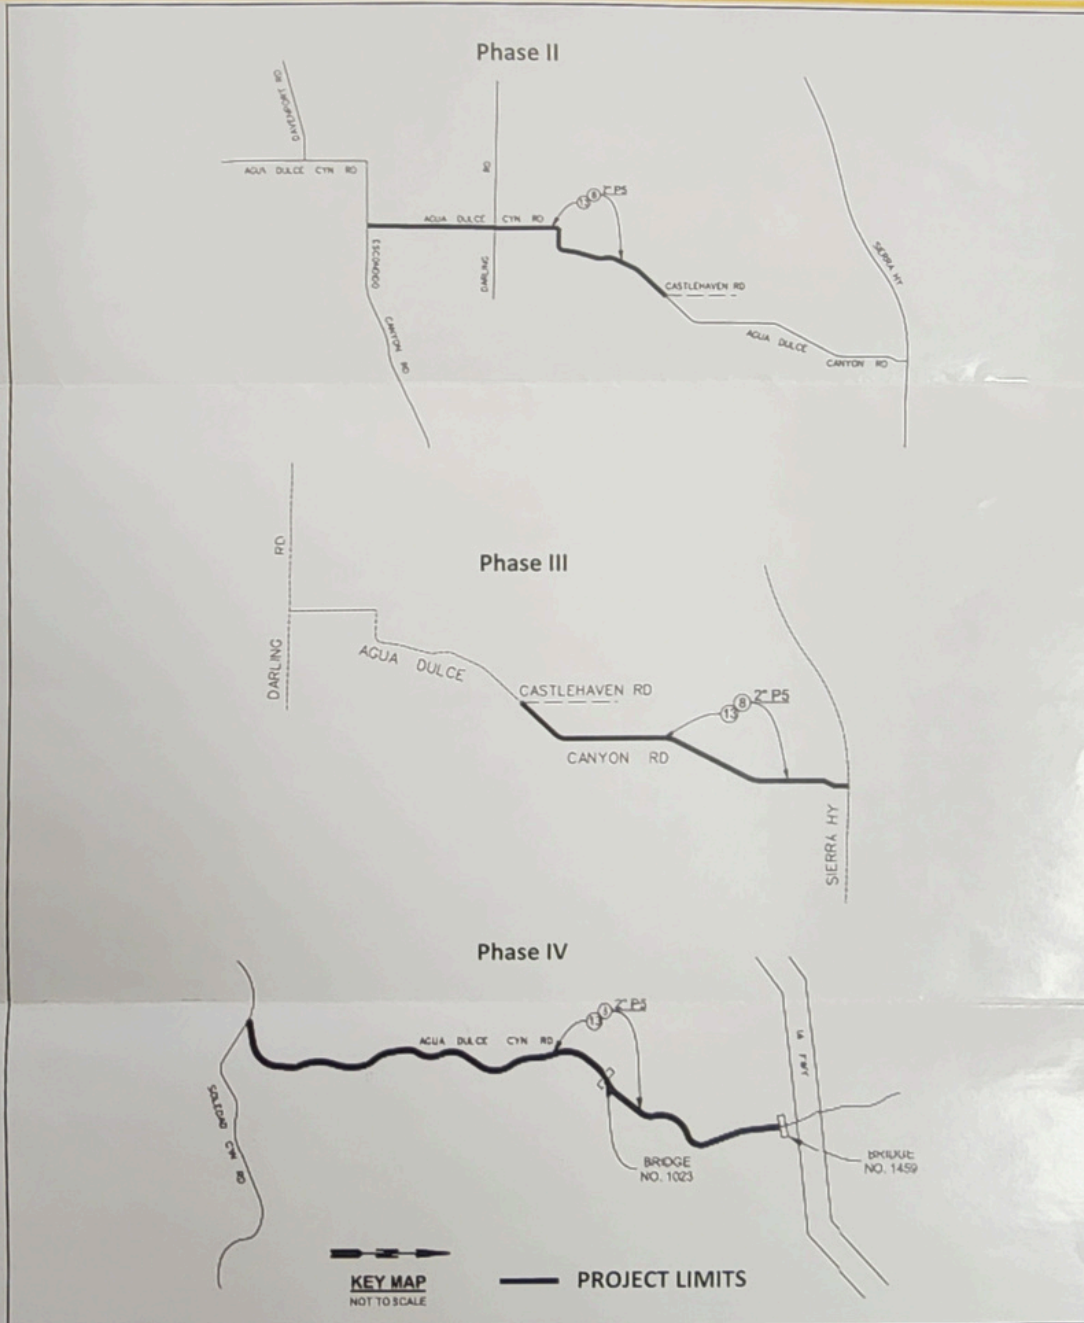 Phase II
DAVENPORT RD
AGUA DULCE CYN RD
RD
13 8 2" P5
AGUA DULCE CYN RD
DARLING
ESCONDIDO
CANYON RD
CASTLEHAVEN RD
SIERRA HY
AGUA DULCE
CANYON RD
Phase III
RD
DARLING
AGUA DULCE
CASTLEHAVEN RD
13 8 2" P5
CANYON RD
SIERRA HY
Phase IV
13 2" P5
AGUA DULCE CYN RD
SOLEDAD CYN RD
FWY
BRIDGE
NO. 1023
BRIDGE
NO. 1459
N
KEY MAP
NOT TO SCALE
PROJECT LIMITS